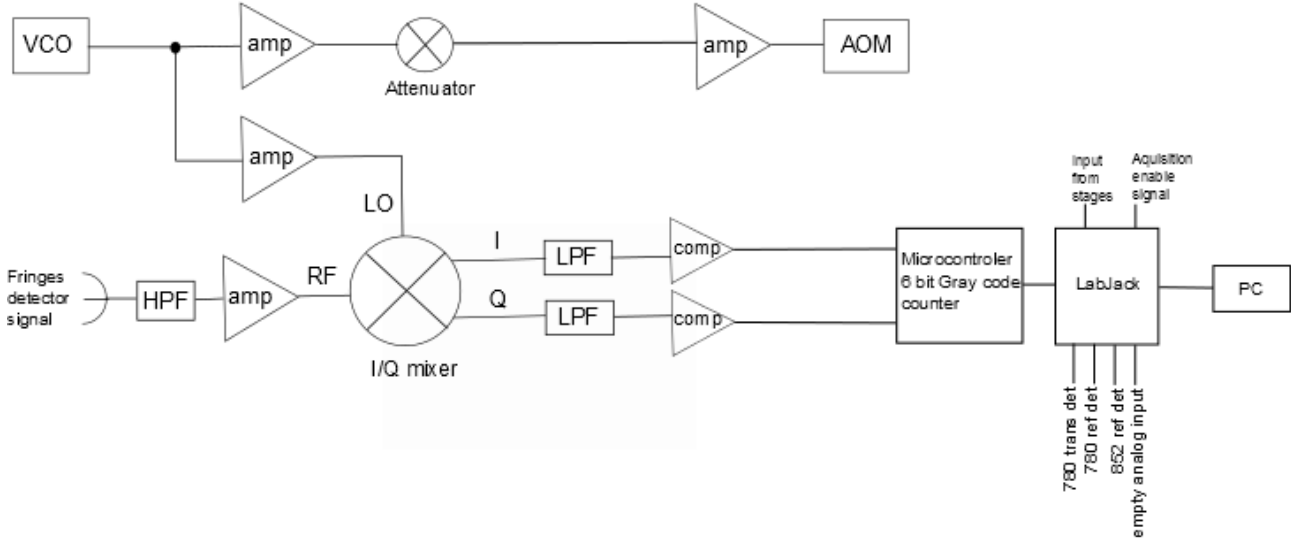 VCO
amp
Attenuator
amp
AOM
amp
LO
Input
from
stages
Aquisition
enable
signal
Fringes
detector
signal
HPF
amp
RF
I/Q mixer
I
LPF
comp
Q
LPF
comp
Microcontroler
6 bit Gray code
counter
LabJack
PC
780 trans det
780 ref det
852 ref det
empty analog input